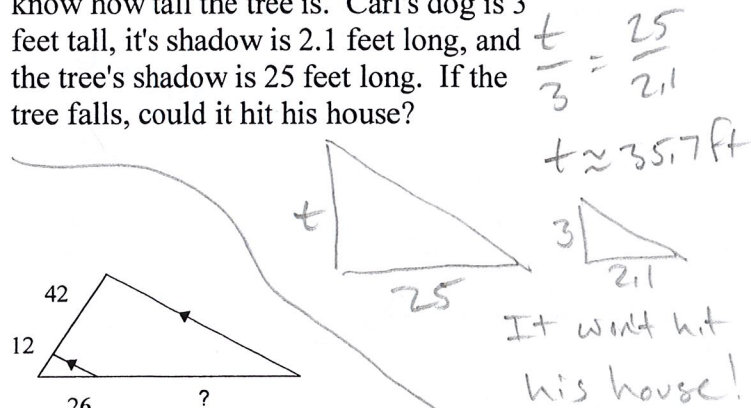 know how tall the tree is. Carl's dog is 3
feet tall, it's shadow is 2.1 feet long, and
the tree's shadow is 25 feet long. If the
tree falls, could it hit his house?
t/3 = 25/2.1
t ≈ 35.7 ft
t
25
3
2.1
It won't hit
his house!
42
12
26
?